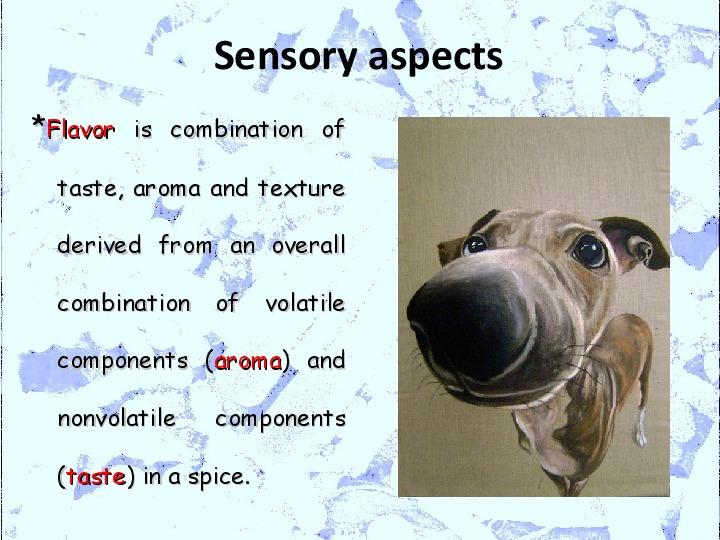 Sensory aspects
*Flavor is combination of
taste, aroma and texture
derived from an overall
combination of volatile
components (aroma) and
nonvolatile components
(taste) in a spice.